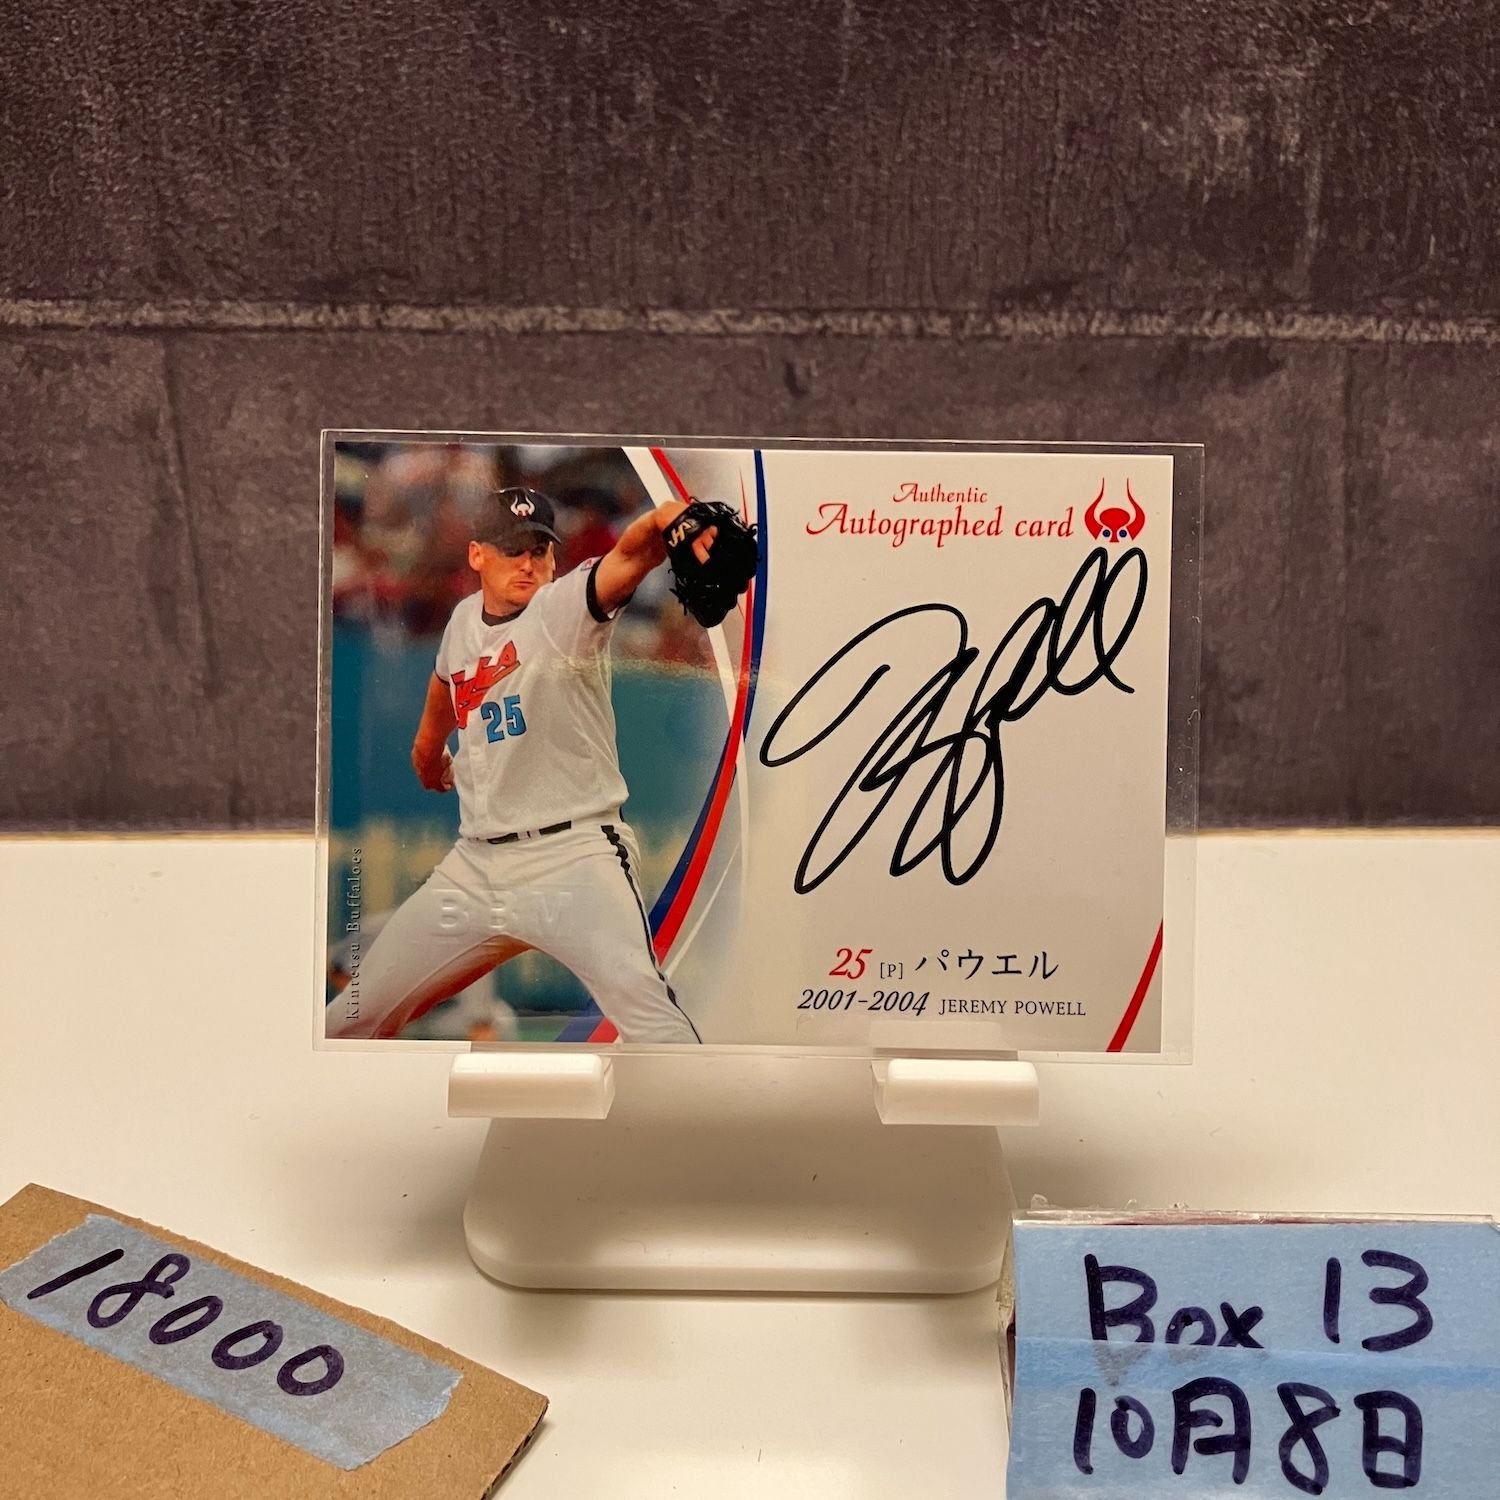 Authentic
Autographed card
25
BBM
Kintetsu Buffaloes
25 [P] パウエル
2001-2004 JEREMY POWELL
18000
Box 13
10月8日